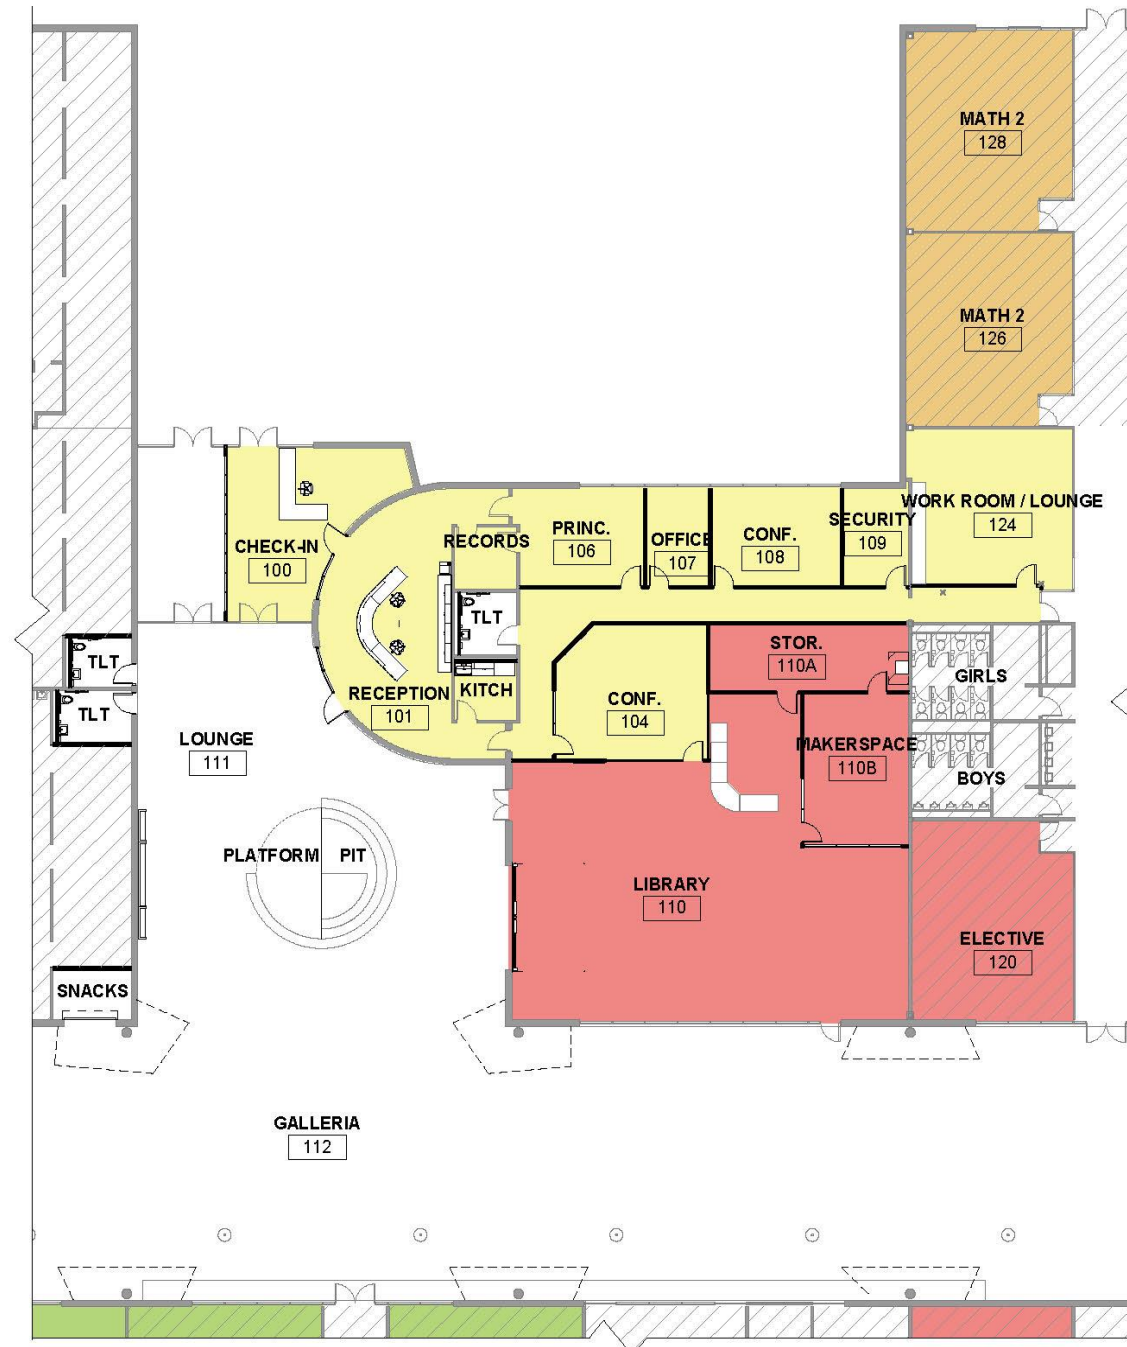 MATH 2
128
MATH 2
126
WORK ROOM / LOUNGE
124
SECURITY
109
CONF.
108
OFFICE
107
PRINC.
106
RECORDS
CHECK-IN
100
TLT
KITCH
RECEPTION
101
CONF.
104
STOR.
110A
MAKERSPACE
110B
GIRLS
BOYS
TLT
TLT
LOUNGE
111
PLATFORM
PIT
LIBRARY
110
ELECTIVE
120
SNACKS
GALLERIA
112